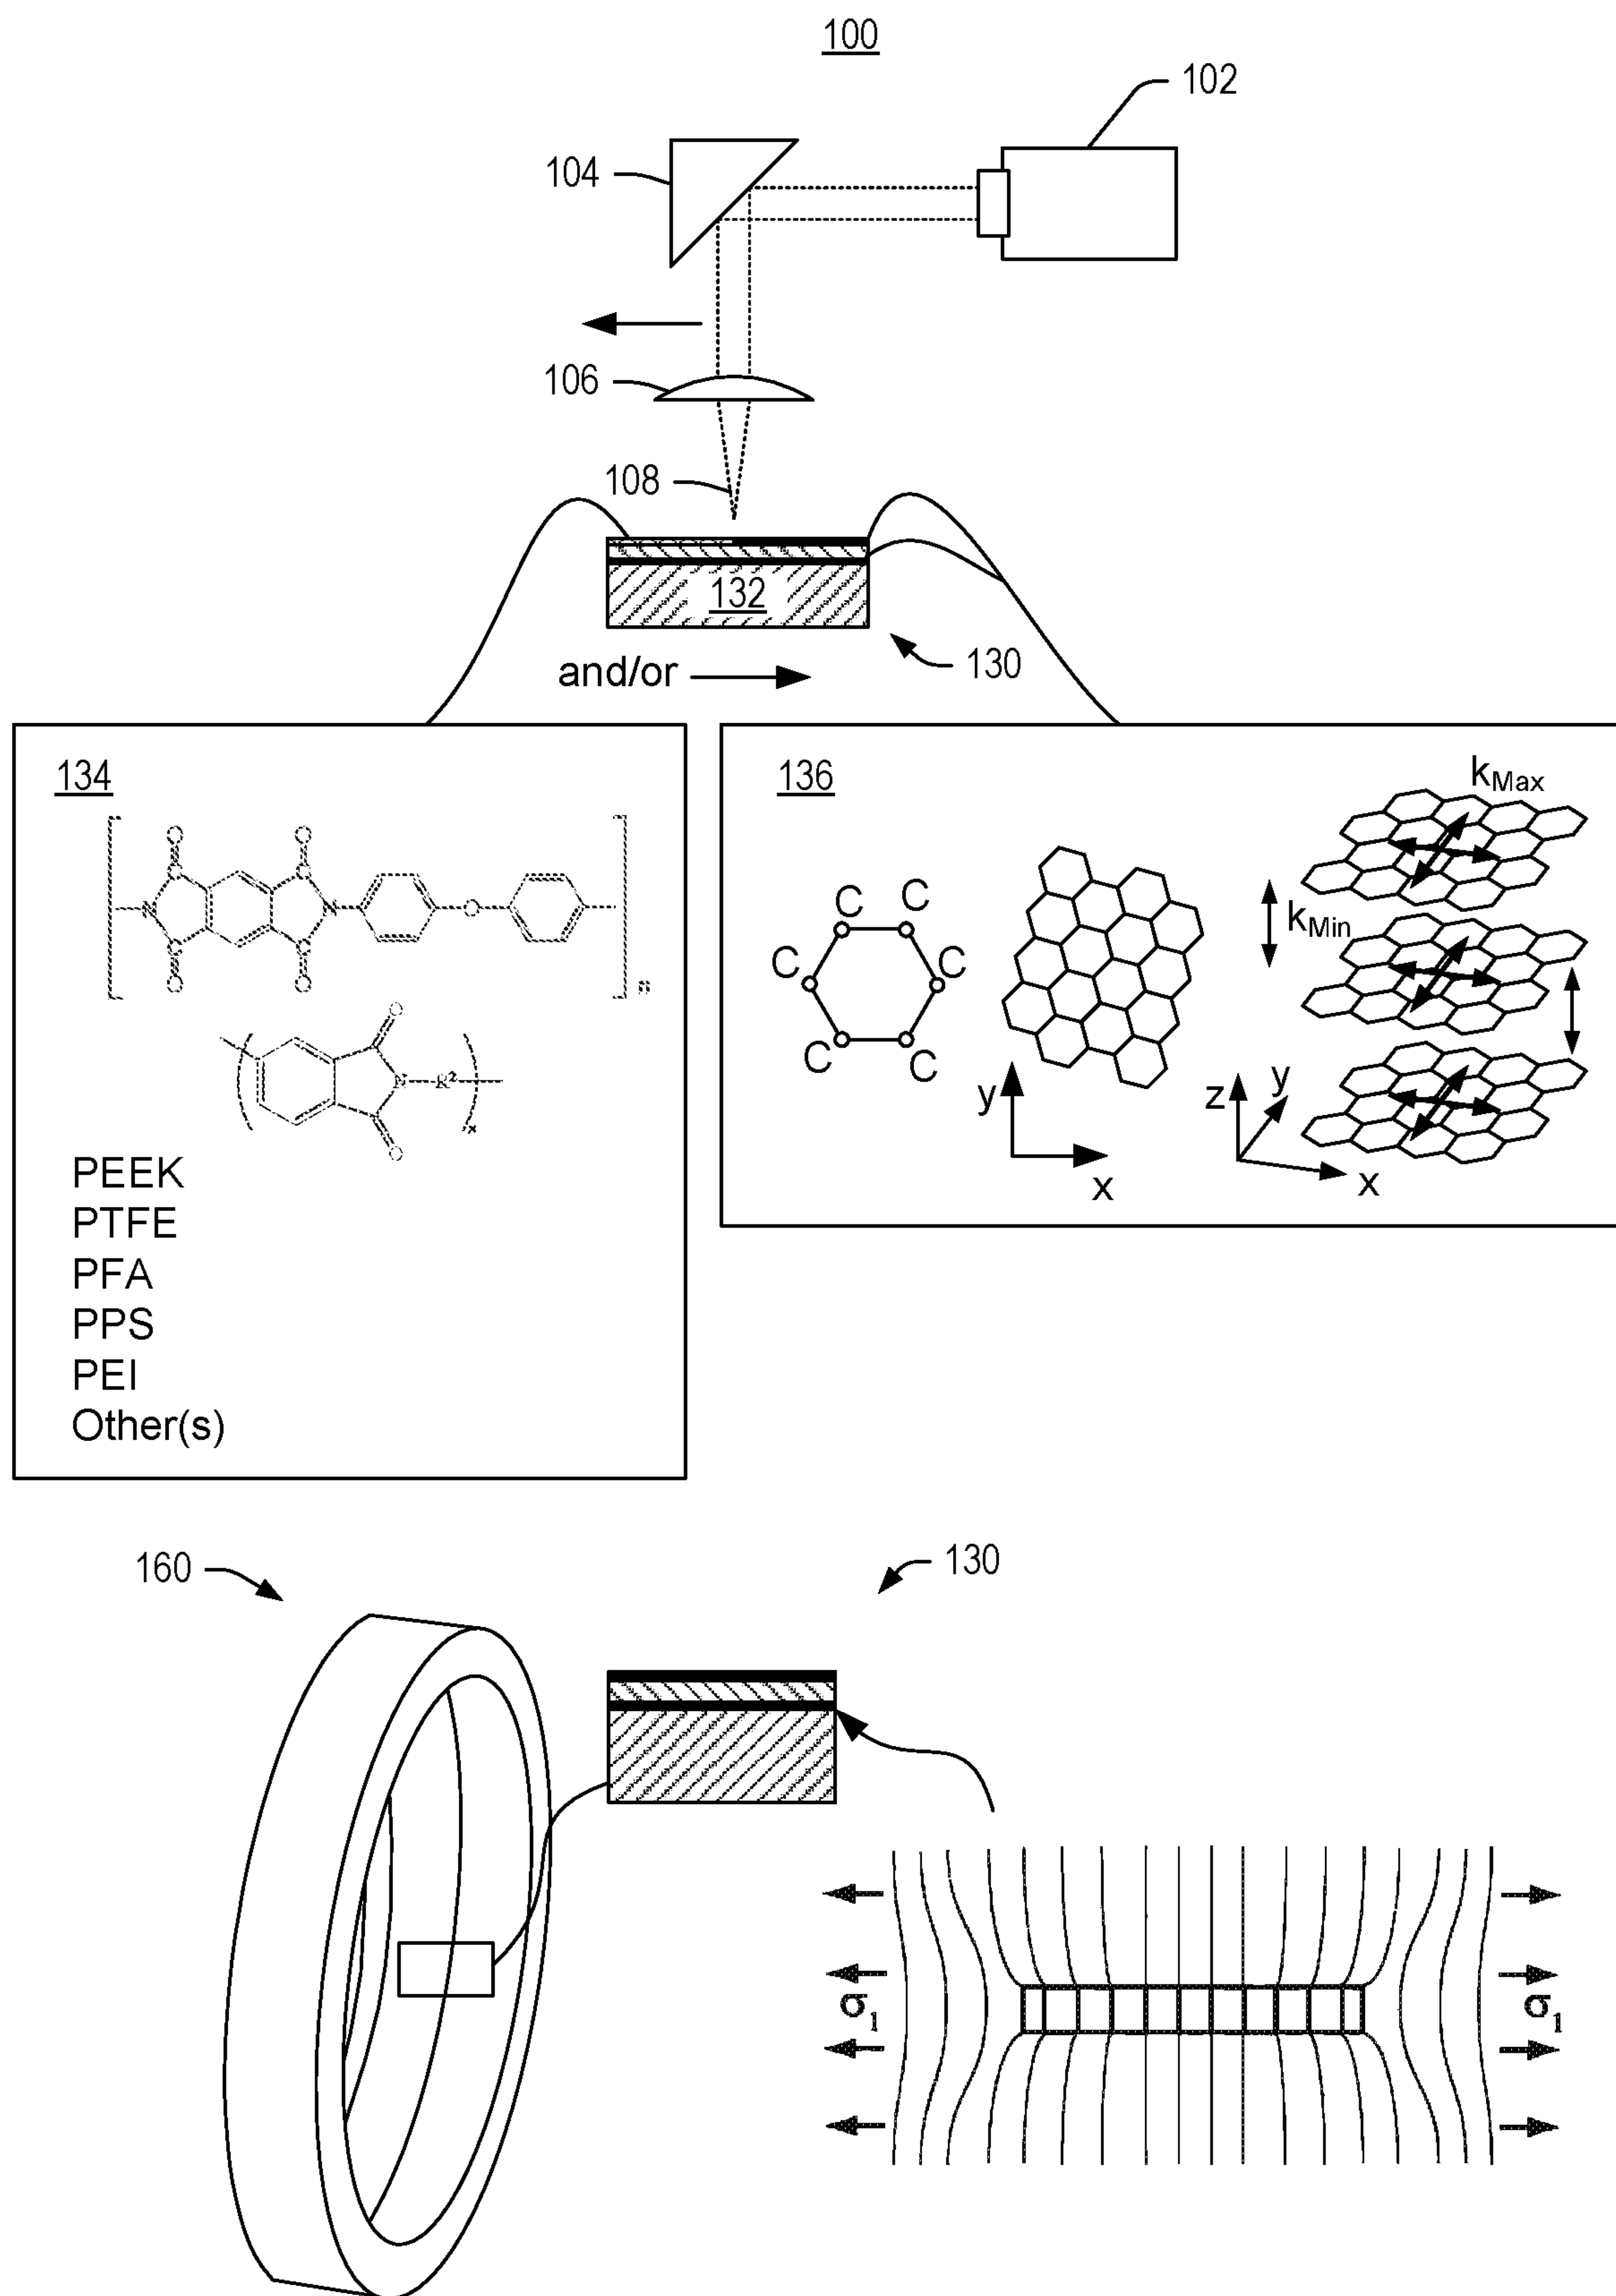 100
102
104
106
108
132
and/or
130
134
O O
N N O
O O
n
O
N R²
O
x
PEEK
PTFE
PFA
PPS
PEI
Other(s)
136
kMax
kMin
C C
C C
C C
y
x
z y
x
160
130
σ1 σ1